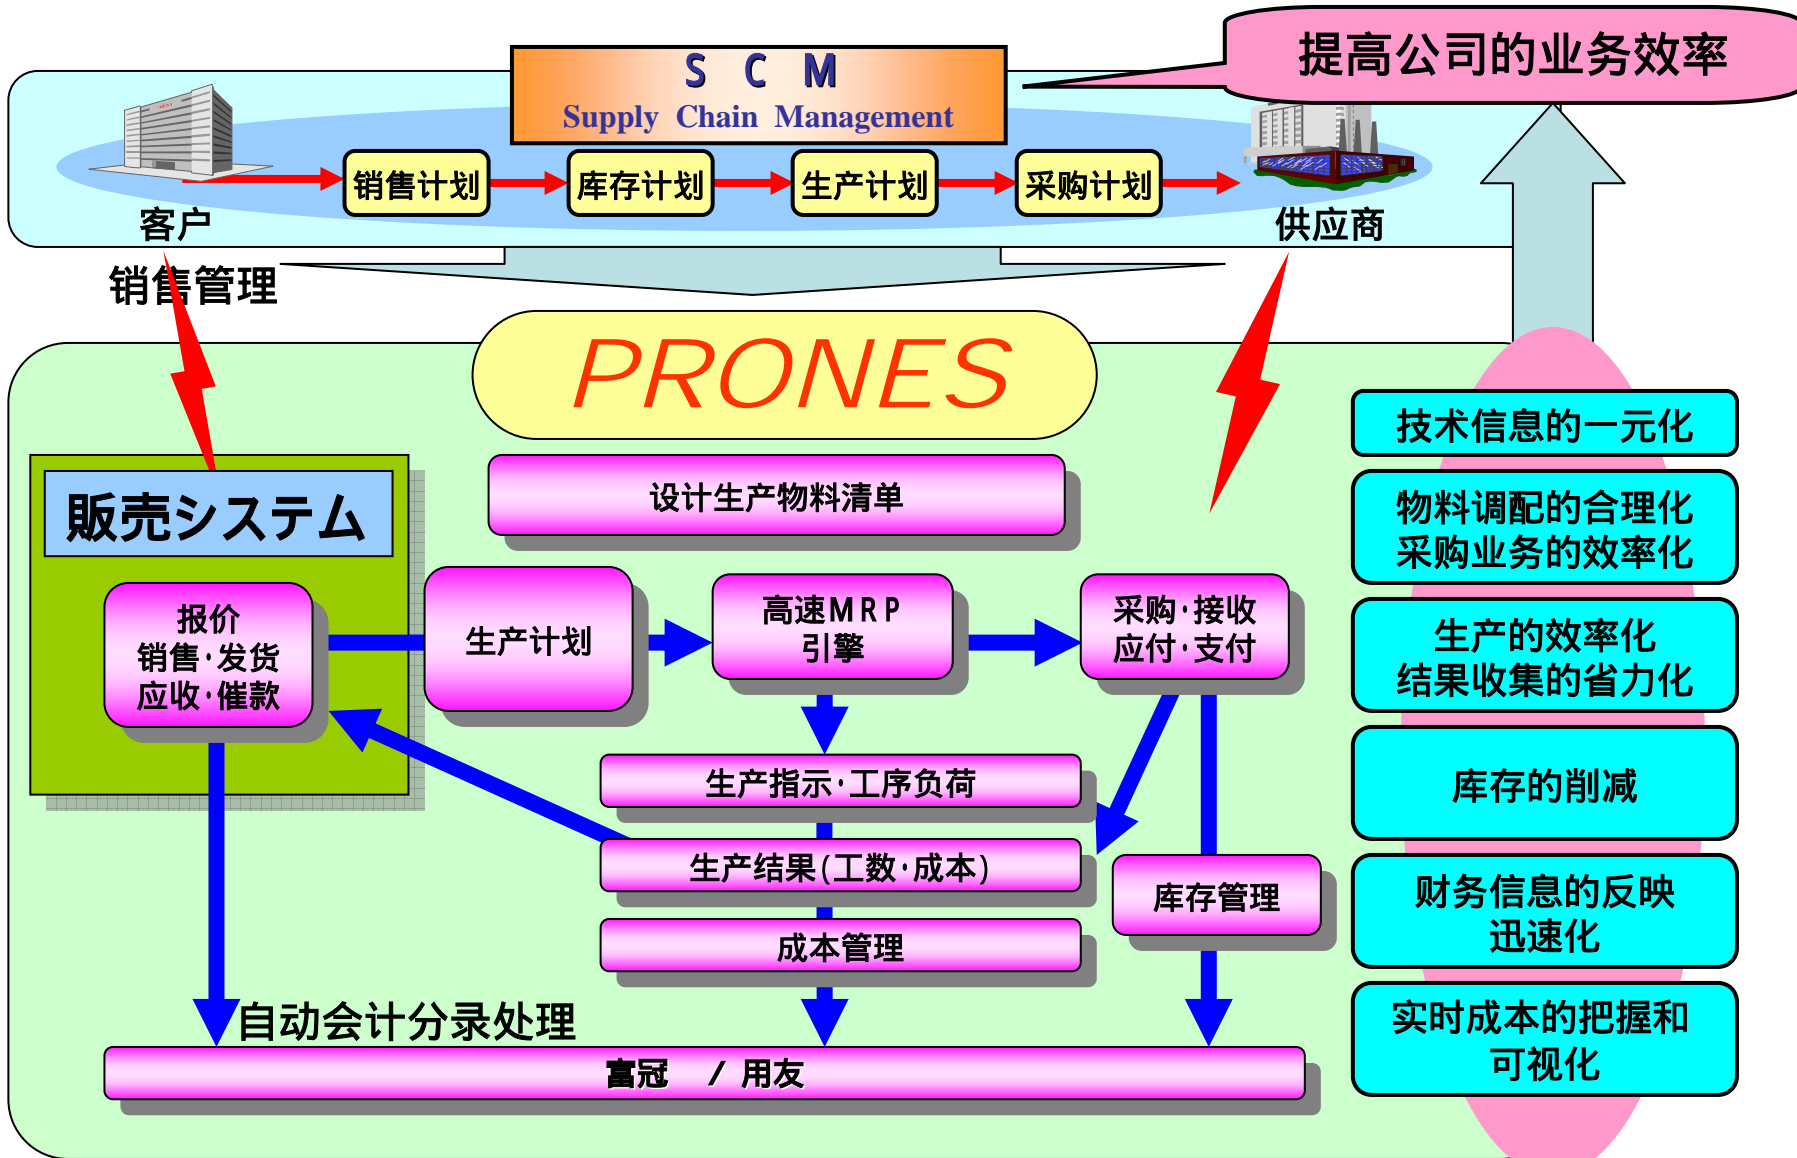 提高公司的业务效率
S C M
Supply Chain Management
销售计划
库存计划
生产计划
采购计划
客户
供应商
销售管理
PRONES
販売システム
报价
销售·发货
应收·催款
设计生产物料清单
生产计划
高速MRP
引擎
采购·接收
应付·支付
生产指示·工序负荷
生产结果(工数·成本)
成本管理
库存管理
自动会计分录处理
富冠 / 用友
技术信息的一元化
物料调配的合理化
采购业务的效率化
生产的效率化
结果收集的省力化
库存的削减
财务信息的反映
迅速化
实时成本的把握和
可视化